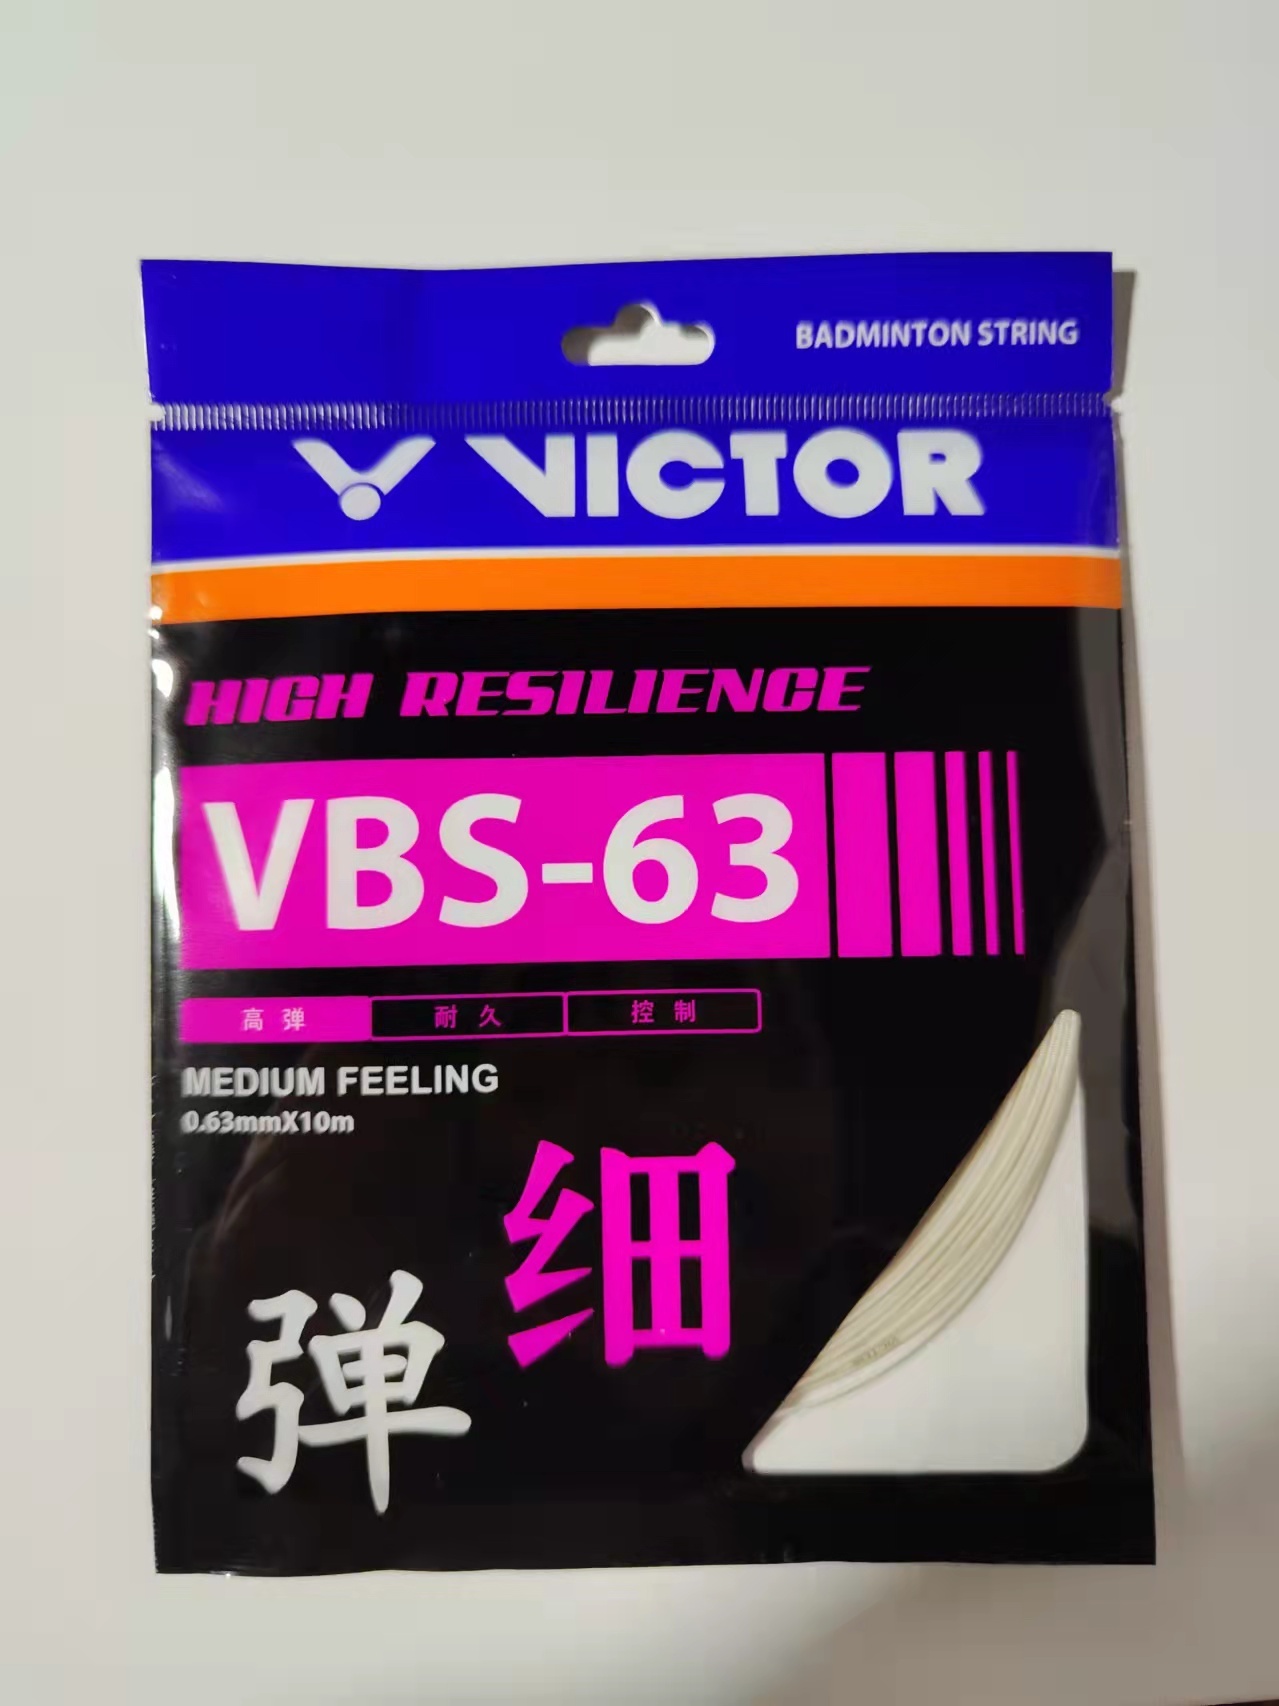 BADMINTON STRING
VICTOR
HIGH RESILIENCE
VBS-63
高弹 耐久 控制
MEDIUM FEELING
0.63mmX10m
细
弹